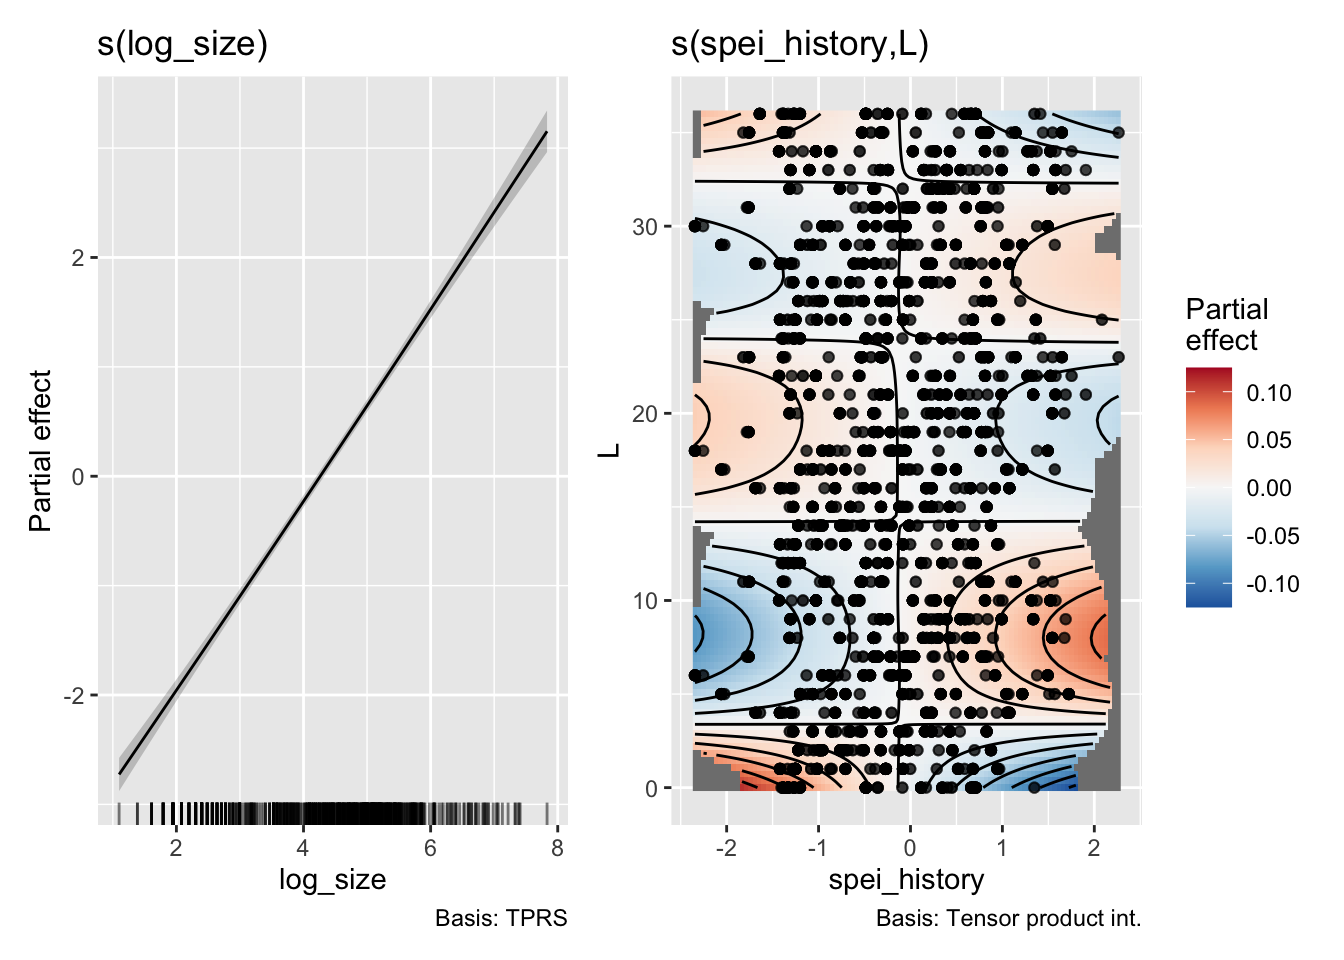 s(log_size)
Partial effect
2
0
-2
2
4
6
8
log_size
Basis: TPRS
s(spei_history,L)
L
30
20
10
0
-2
-1
0
1
2
spei_history
Basis: Tensor product int.
Partial
effect
0.10
0.05
0.00
-0.05
-0.10